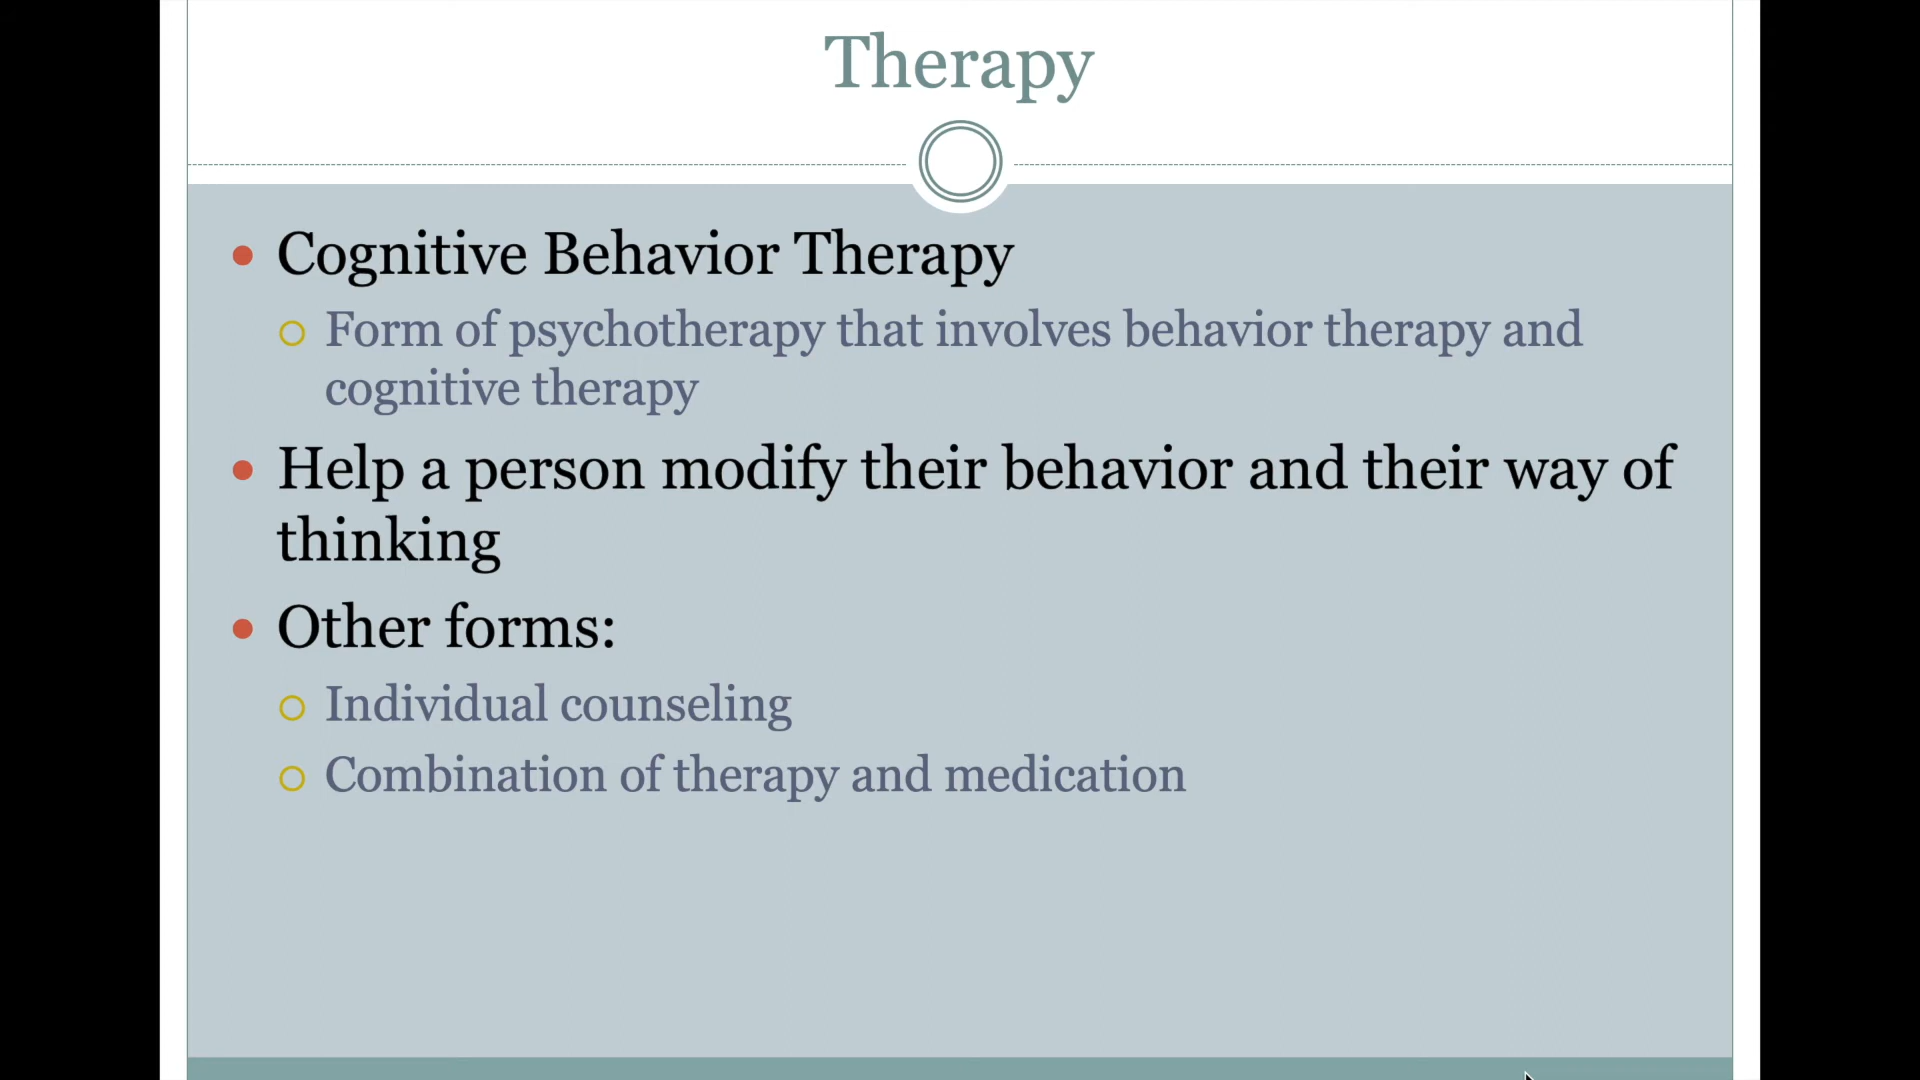 Therapy
Cognitive Behavior Therapy
Form of psychotherapy that involves behavior therapy and
cognitive therapy
Help a person modify their behavior and their way of
thinking
Other forms:
Individual counseling
Combination of therapy and medication